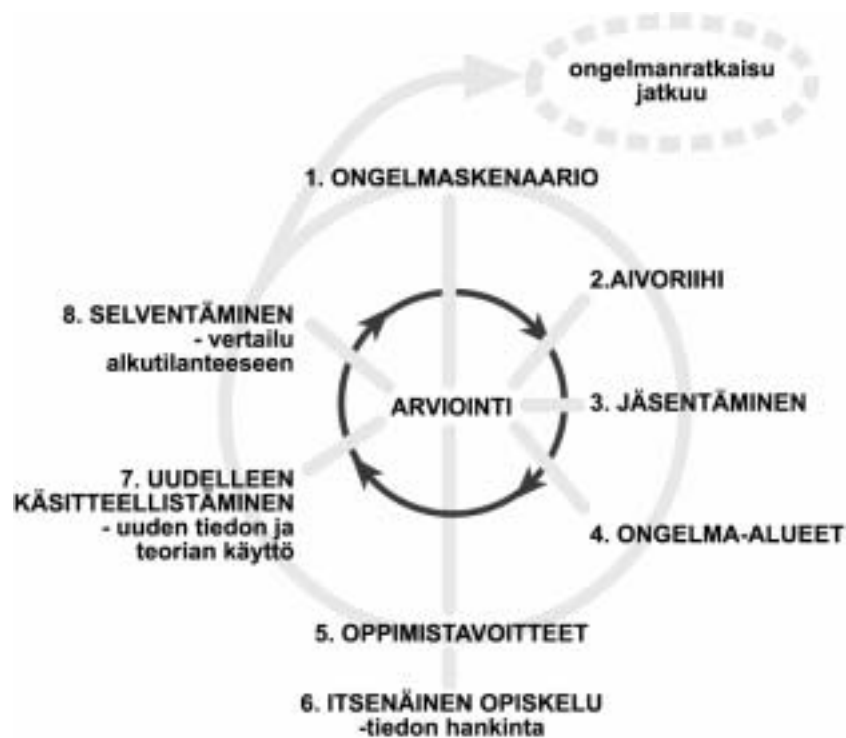 ongelmanratkaisu
jatkuu
1. ONGELMASKENAARIO
2.AIVORIIHI
3. JÄSENTÄMINEN
4. ONGELMA-ALUEET
5. OPPIMISTAVOITTEET
6. ITSENÄINEN OPISKELU
-tiedon hankinta
7. UUDELLEEN
KÄSITTEELLISTÄMINEN
- uuden tiedon ja
teorian käyttö
8. SELVENTÄMINEN
- vertailu
alkutilanteeseen
ARVIOINTI